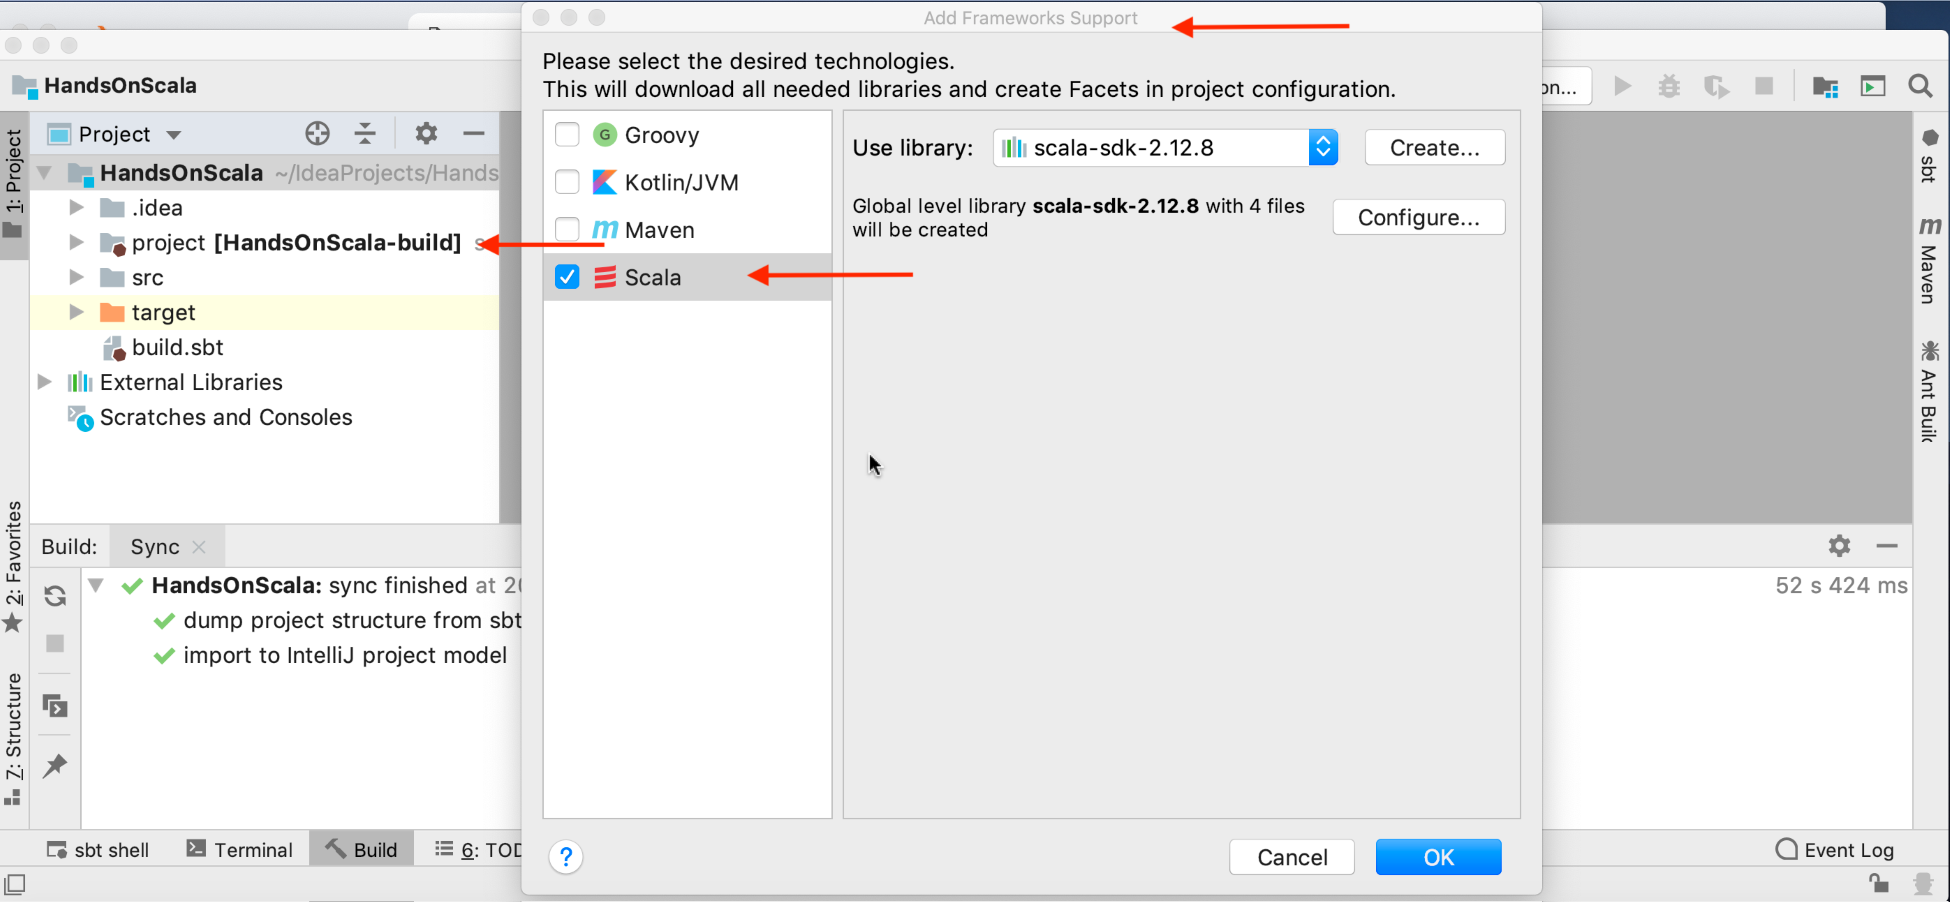 Add Frameworks Support
Please select the desired technologies.
This will download all needed libraries and create Facets in project configuration.
HandsOnScala
on...
1: Project
Project
HandsOnScala ~/IdeaProjects/Hands
.idea
project [HandsOnScala-build] s
src
target
build.sbt
External Libraries
Scratches and Consoles
G Groovy
Kotlin/JVM
m Maven
Scala
Use library: scala-sdk-2.12.8 Create...
Global level library scala-sdk-2.12.8 with 4 files
will be created
Configure...
sbt
m Maven
Ant Build
2: Favorites
Z: Structure
Build: Sync
HandsOnScala: sync finished at 20
52 s 424 ms
dump project structure from sbt
import to IntelliJ project model
? Cancel OK
sbt shell Terminal Build 6: TOD
Event Log